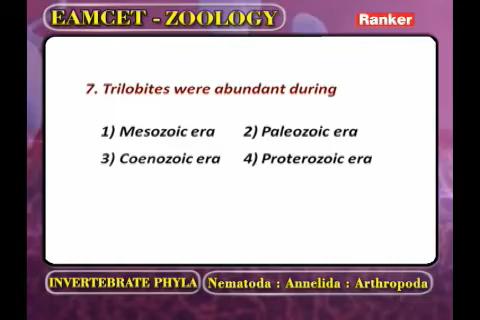 EAMCET - ZOOLOGY
Ranker
7. Trilobites were abundant during
1) Mesozoic era 2) Paleozoic era
3) Coenozoic era 4) Proterozoic era
INVERTEBRATE PHYLA Nematoda : Annelida : Arthropoda